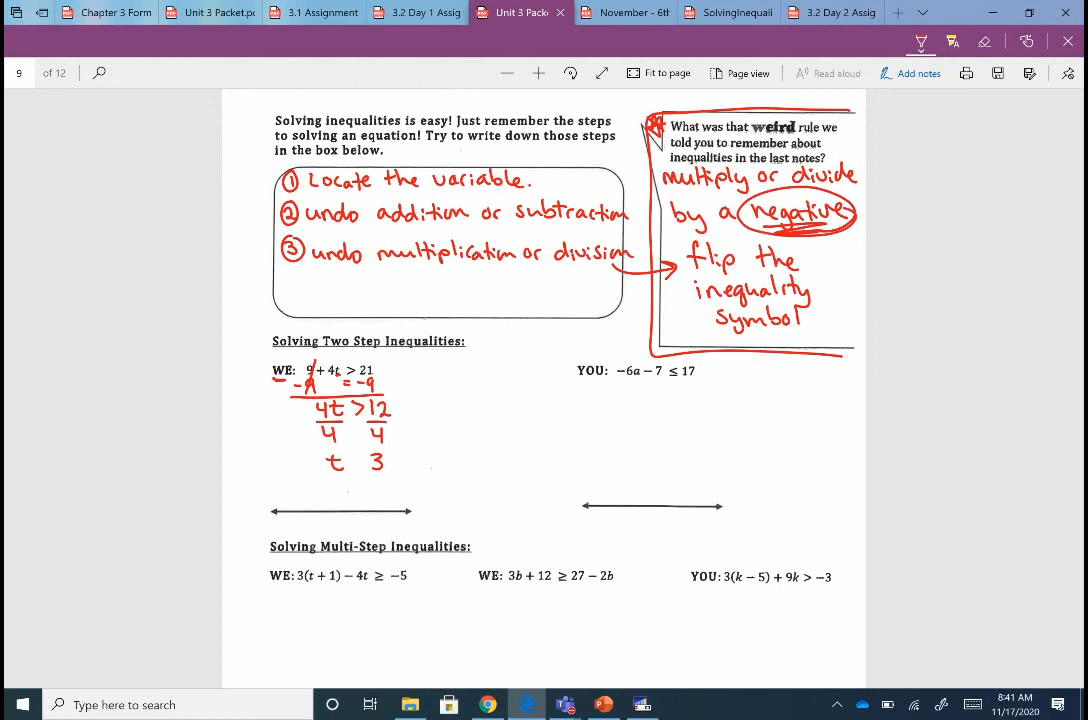 Chapter 3 Form
Unit 3 Packet.pc
3.1 Assignment
3.2 Day 1 Assig
Unit 3 Pack
November - 6th
SolvingInequali
3.2 Day 2 Assig
9 of 12
Fit to page
Page view
Read aloud
Add notes
Solving inequalities is easy! Just remember the steps
to solving an equation! Try to write down those steps
in the box below.
① Locate the variable.
② undo addition or subtraction
③ undo multiplication or division
What was that weird rule we
told you to remember about
inequalities in the last notes?
multiply or divide
by a negative
flip the
inequality
symbol
Solving Two Step Inequalities:
WE: 9 + 4t > 21
-9 = -9
4t > 12
4 4
t 3
YOU: −6a − 7 ≤ 17
Solving Multi-Step Inequalities:
WE: 3(t + 1) − 4t ≥ −5
WE: 3b + 12 ≥ 27 − 2b
YOU: 3(k − 5) + 9k > −3
Type here to search
8:41 AM
11/17/2020